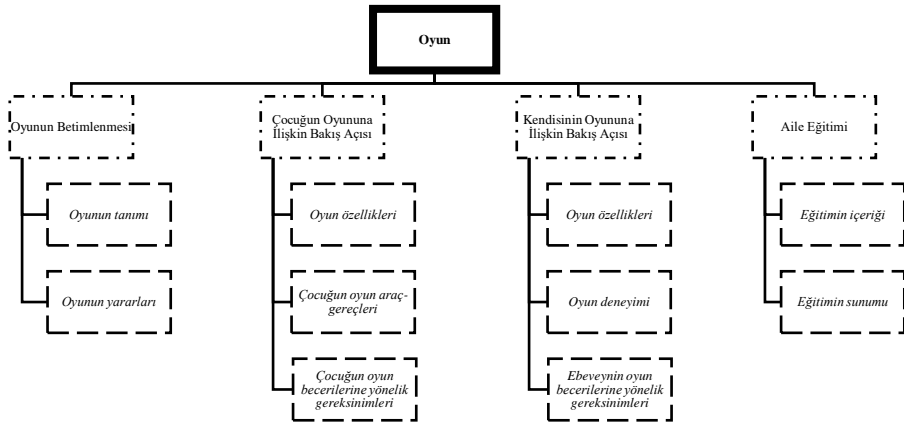 Oyun
Oyunun Betimlenmesi
Oyunun tanımı
Oyunun yararları
Çocuğun Oyununa
İlişkin Bakış Açısı
Oyun özellikleri
Çocuğun oyun araç-
gereçleri
Çocuğun oyun
becerilerine yönelik
gereksinimleri
Kendisinin Oyununa
İlişkin Bakış Açısı
Oyun özellikleri
Oyun deneyimi
Ebeveynin oyun
becerilerine yönelik
gereksinimleri
Aile Eğitimi
Eğitimin içeriği
Eğitimin sunumu